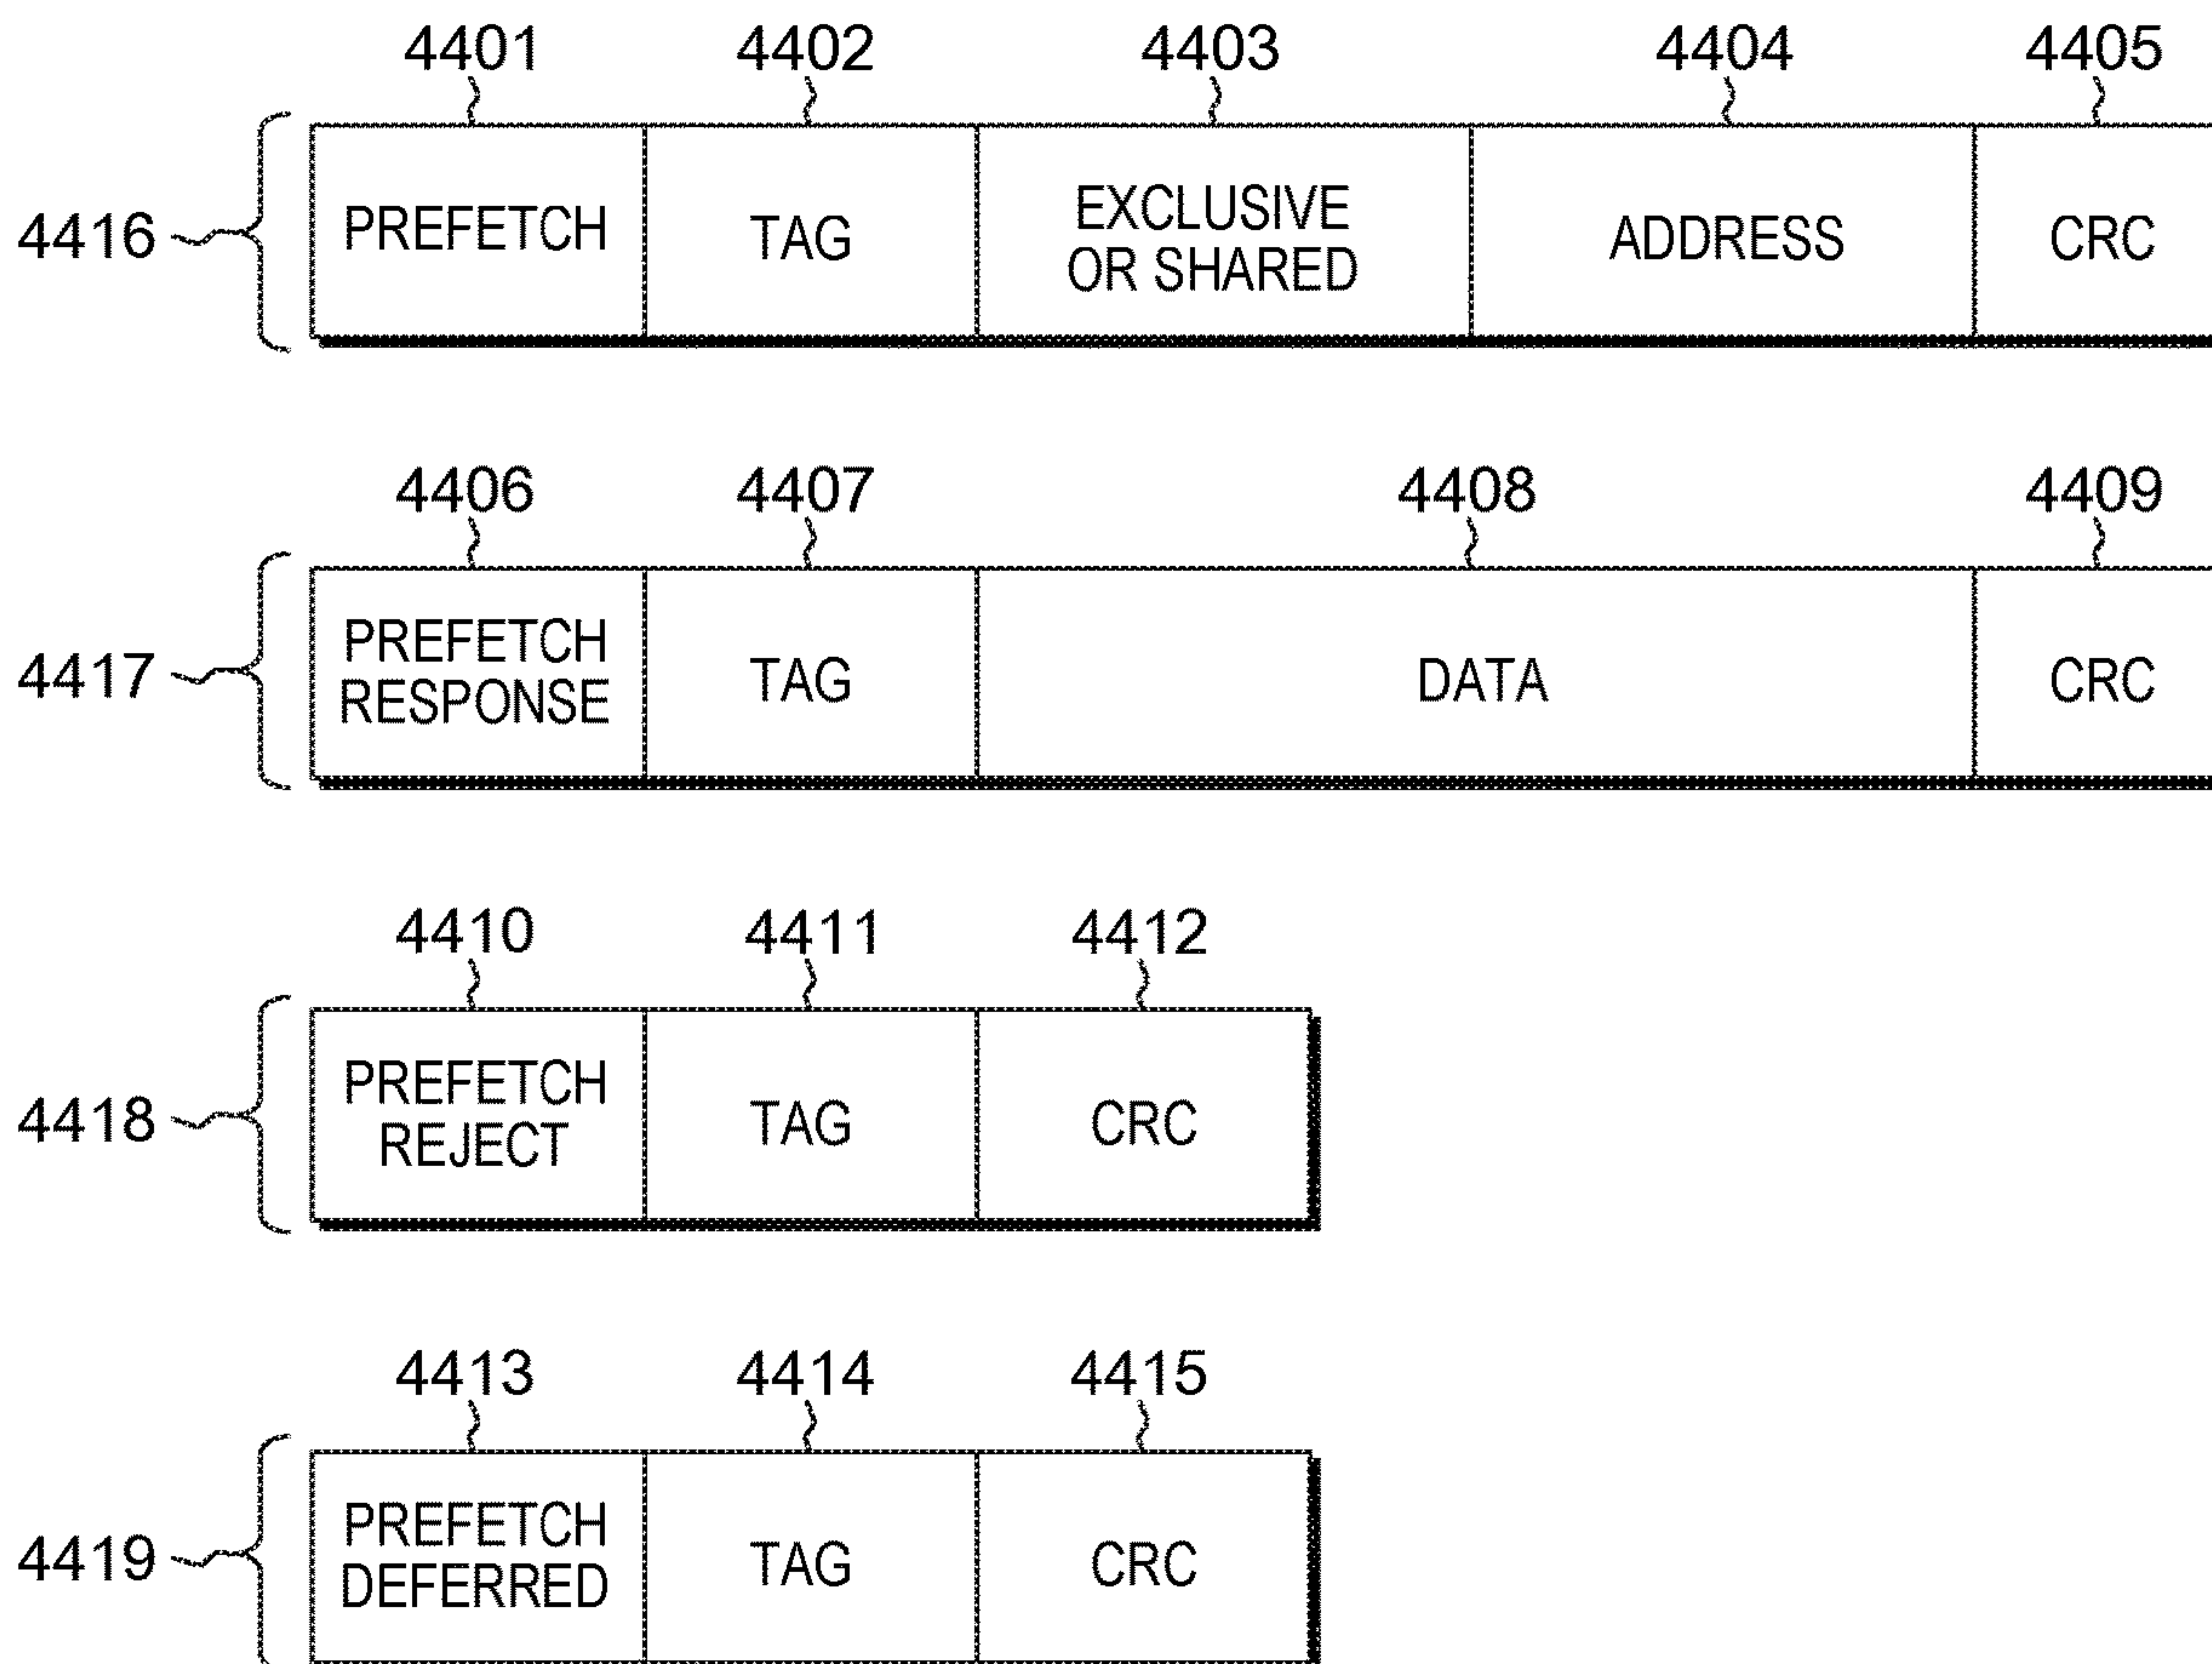 4401 4402 4403 4404 4405
4416
PREFETCH TAG EXCLUSIVE OR SHARED ADDRESS CRC
4406 4407 4408 4409
4417
PREFETCH RESPONSE TAG DATA CRC
4410 4411 4412
4418
PREFETCH REJECT TAG CRC
4413 4414 4415
4419
PREFETCH DEFERRED TAG CRC